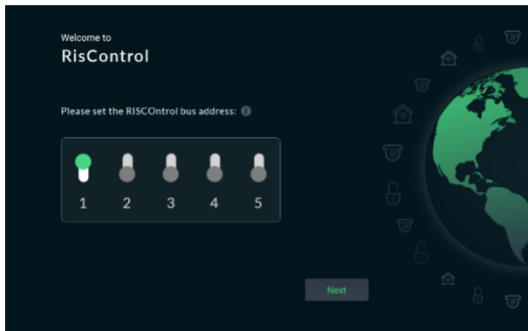 Welcome to
RisControl
Please set the RISCOntrol bus address:
1 2 3 4 5
Next